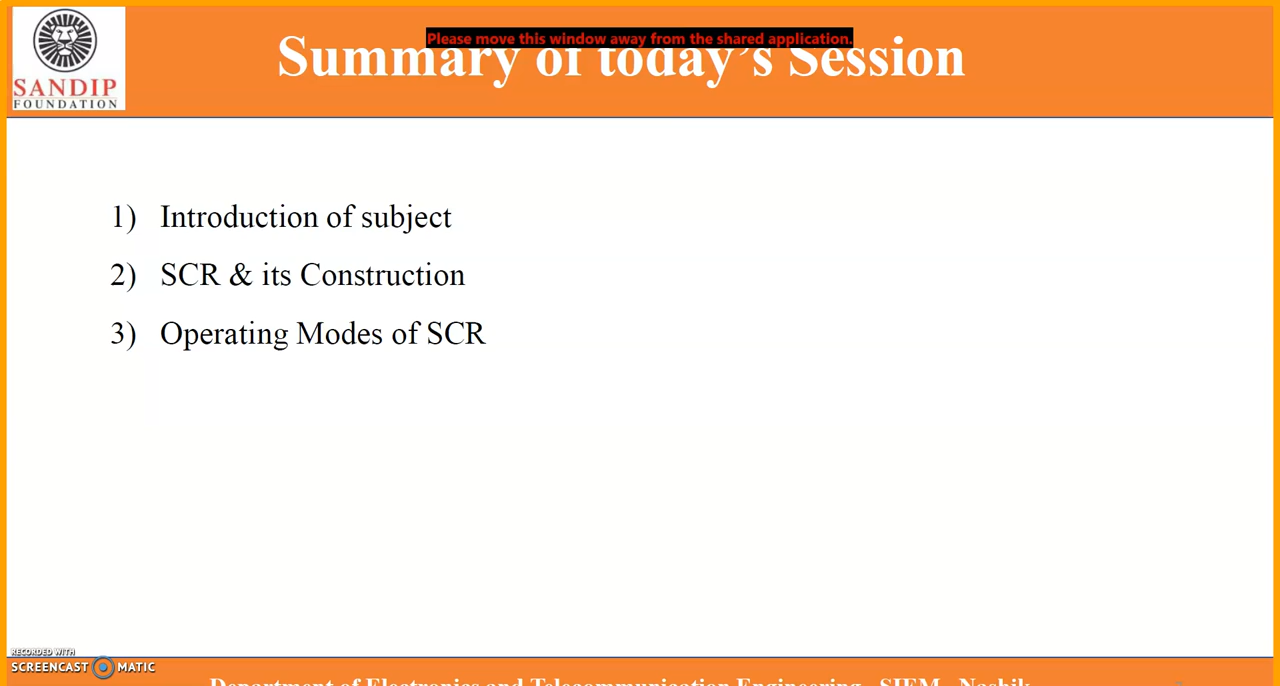 Please move this window away from the shared application.
Summary of today's Session
SANDIP
FOUNDATION
1) Introduction of subject
2) SCR & its Construction
3) Operating Modes of SCR
RECORDED WITH
SCREENCAST MATIC
Department of Electronics and Telecommunication Engineering SIEM Nashik